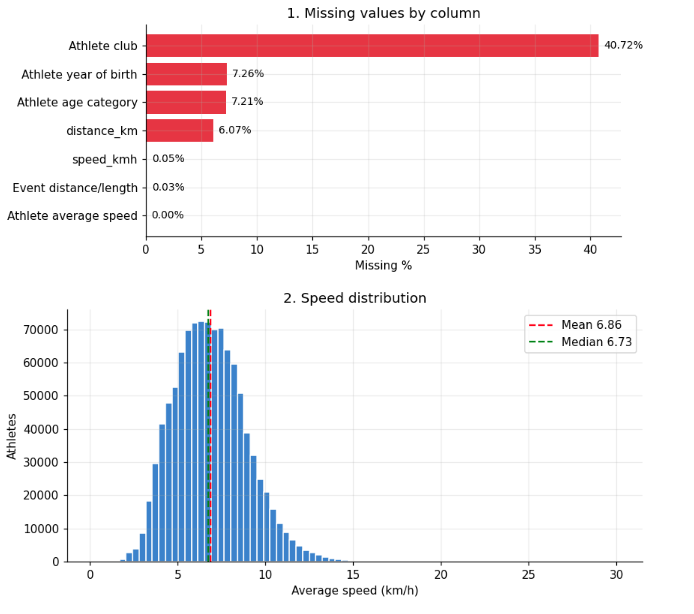 1. Missing values by column
Athlete club 40.72%
Athlete year of birth 7.26%
Athlete age category 7.21%
distance_km 6.07%
speed_kmh 0.05%
Event distance/length 0.03%
Athlete average speed 0.00%
0 5 10 15 20 25 30 35 40
Missing %
2. Speed distribution
Mean 6.86
Median 6.73
70000
60000
50000
40000
30000
20000
10000
0
Athletes
0 5 10 15 20 25 30
Average speed (km/h)